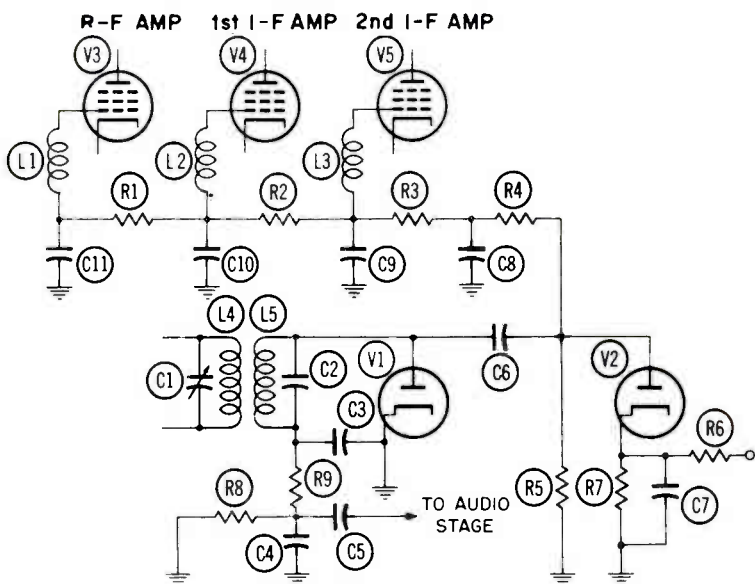 R-F AMP 1st I-F AMP 2nd I-F AMP
V3 V4 V5
L1 L2 L3
R1 R2 R3 R4
C11 C10 C9 C8
L4 L5
C1 C2 V1 C6 V2
C3
R6
R8 R9 R5 R7 C7
TO AUDIO
STAGE
C4 C5